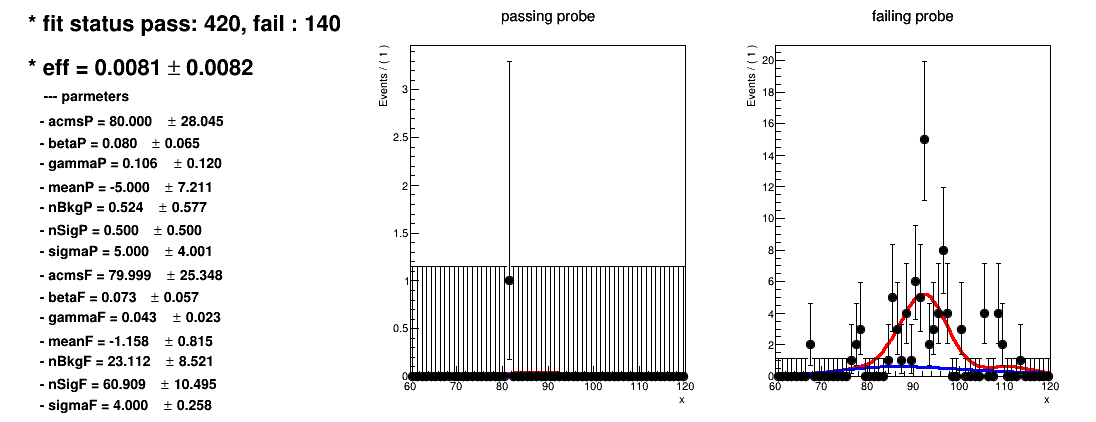 * fit status pass: 420, fail : 140
* eff = 0.0081 ± 0.0082
--- parmeters
- acmsP = 80.000 ± 28.045
- betaP = 0.080 ± 0.065
- gammaP = 0.106 ± 0.120
- meanP = -5.000 ± 7.211
- nBkgP = 0.524 ± 0.577
- nSigP = 0.500 ± 0.500
- sigmaP = 5.000 ± 4.001
- acmsF = 79.999 ± 25.348
- betaF = 0.073 ± 0.057
- gammaF = 0.043 ± 0.023
- meanF = -1.158 ± 0.815
- nBkgF = 23.112 ± 8.521
- nSigF = 60.909 ± 10.495
- sigmaF = 4.000 ± 0.258
passing probe
Events / ( 1 )
3
2.5
2
1.5
1
0.5
0
60 70 80 90 100 110 120
x
failing probe
Events / ( 1 )
20
18
16
14
12
10
8
6
4
2
0
60 70 80 90 100 110 120
x